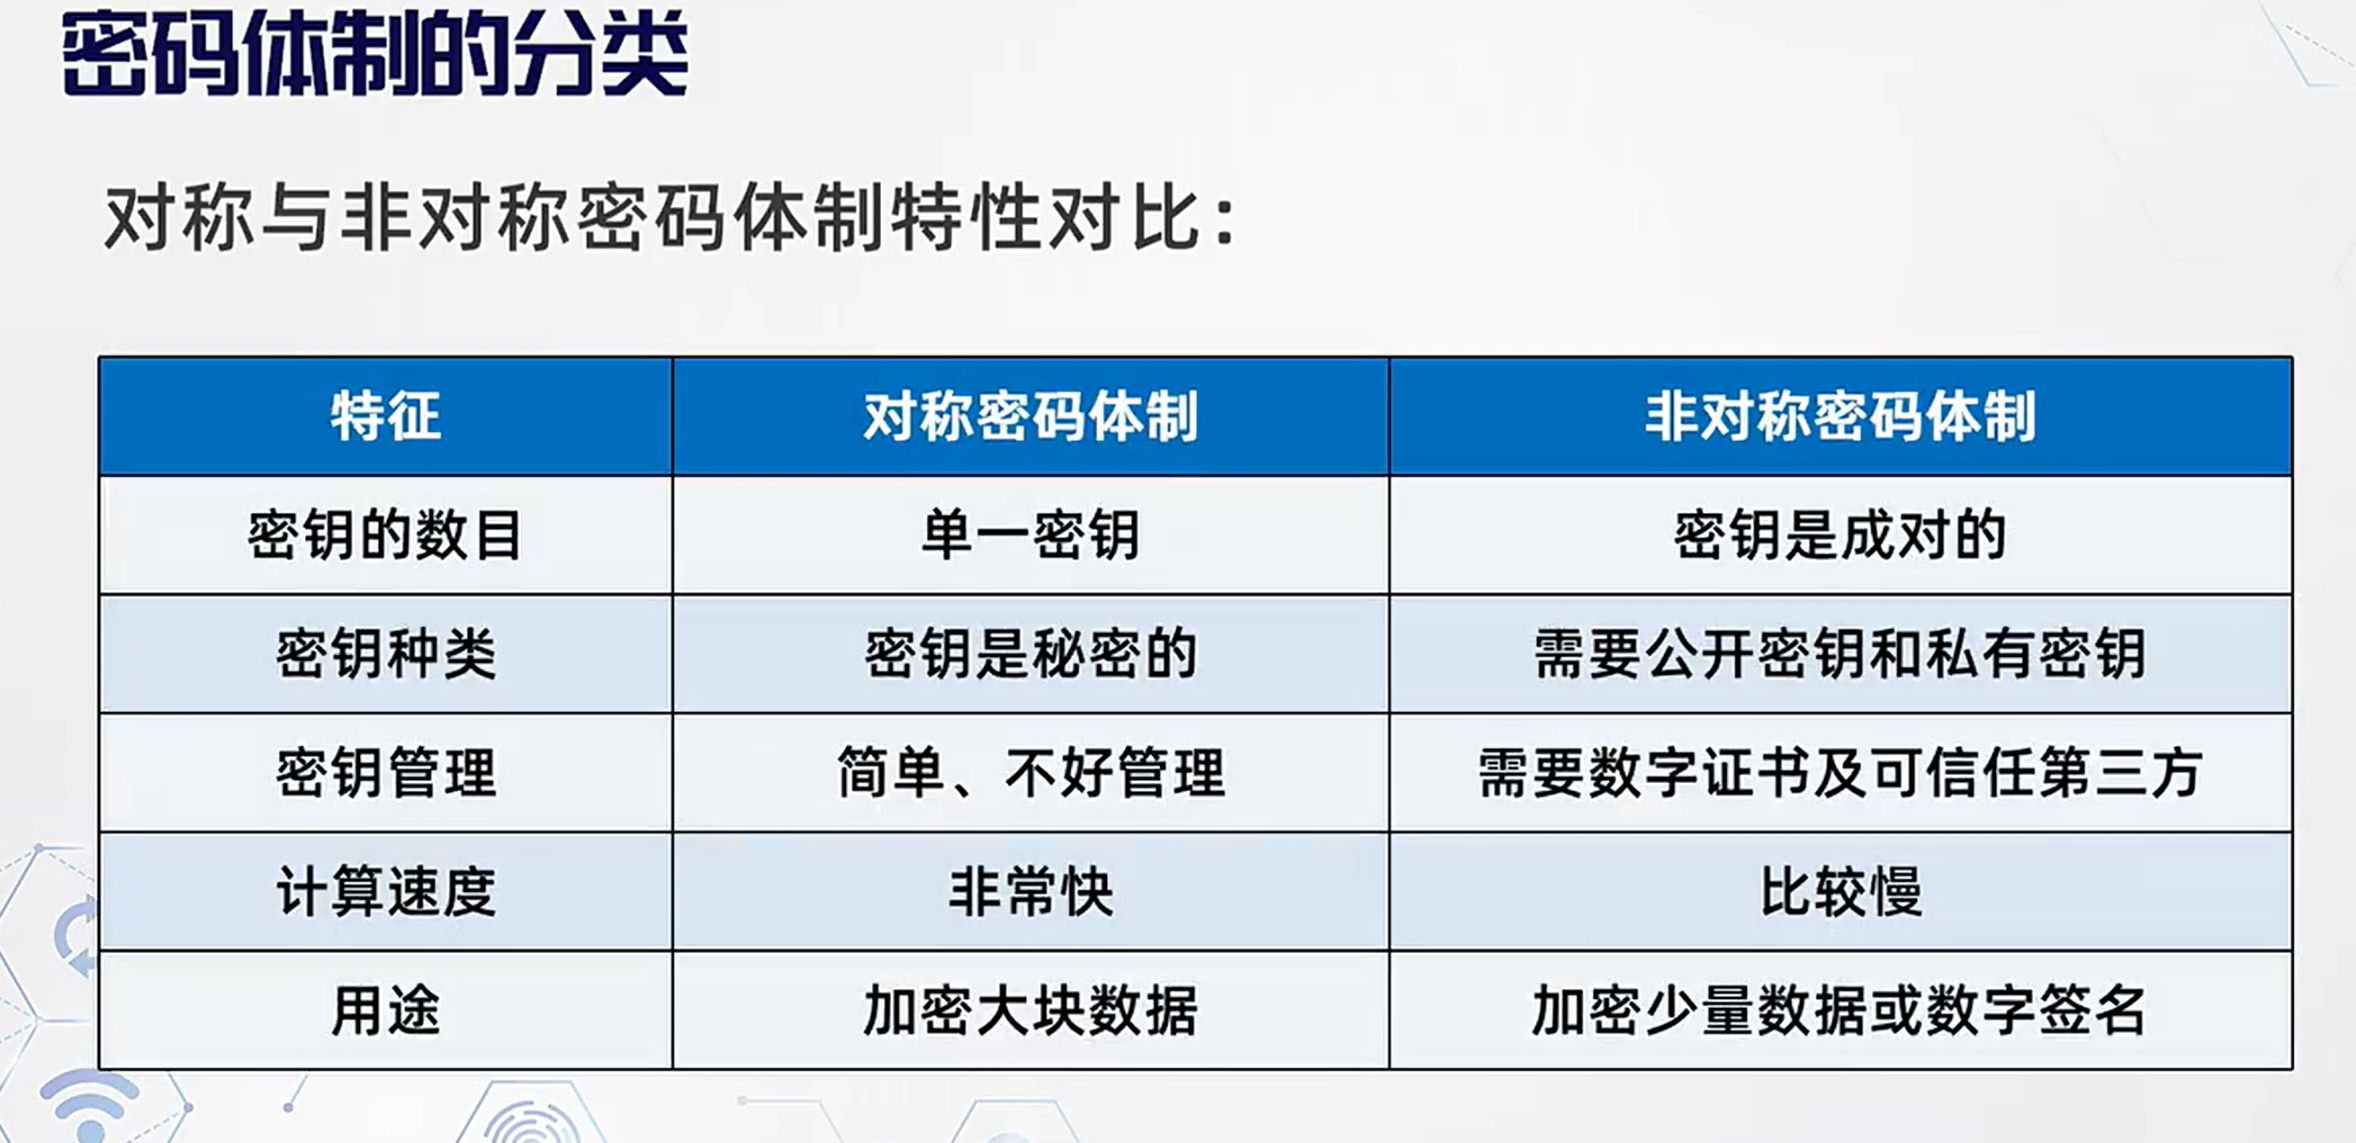 密码体制的分类
对称与非对称密码体制特性对比：
特征 对称密码体制 非对称密码体制
密钥的数目 单一密钥 密钥是成对的
密钥种类 密钥是秘密的 需要公开密钥和私有密钥
密钥管理 简单、不好管理 需要数字证书及可信任第三方
计算速度 非常快 比较慢
用途 加密大块数据 加密少量数据或数字签名